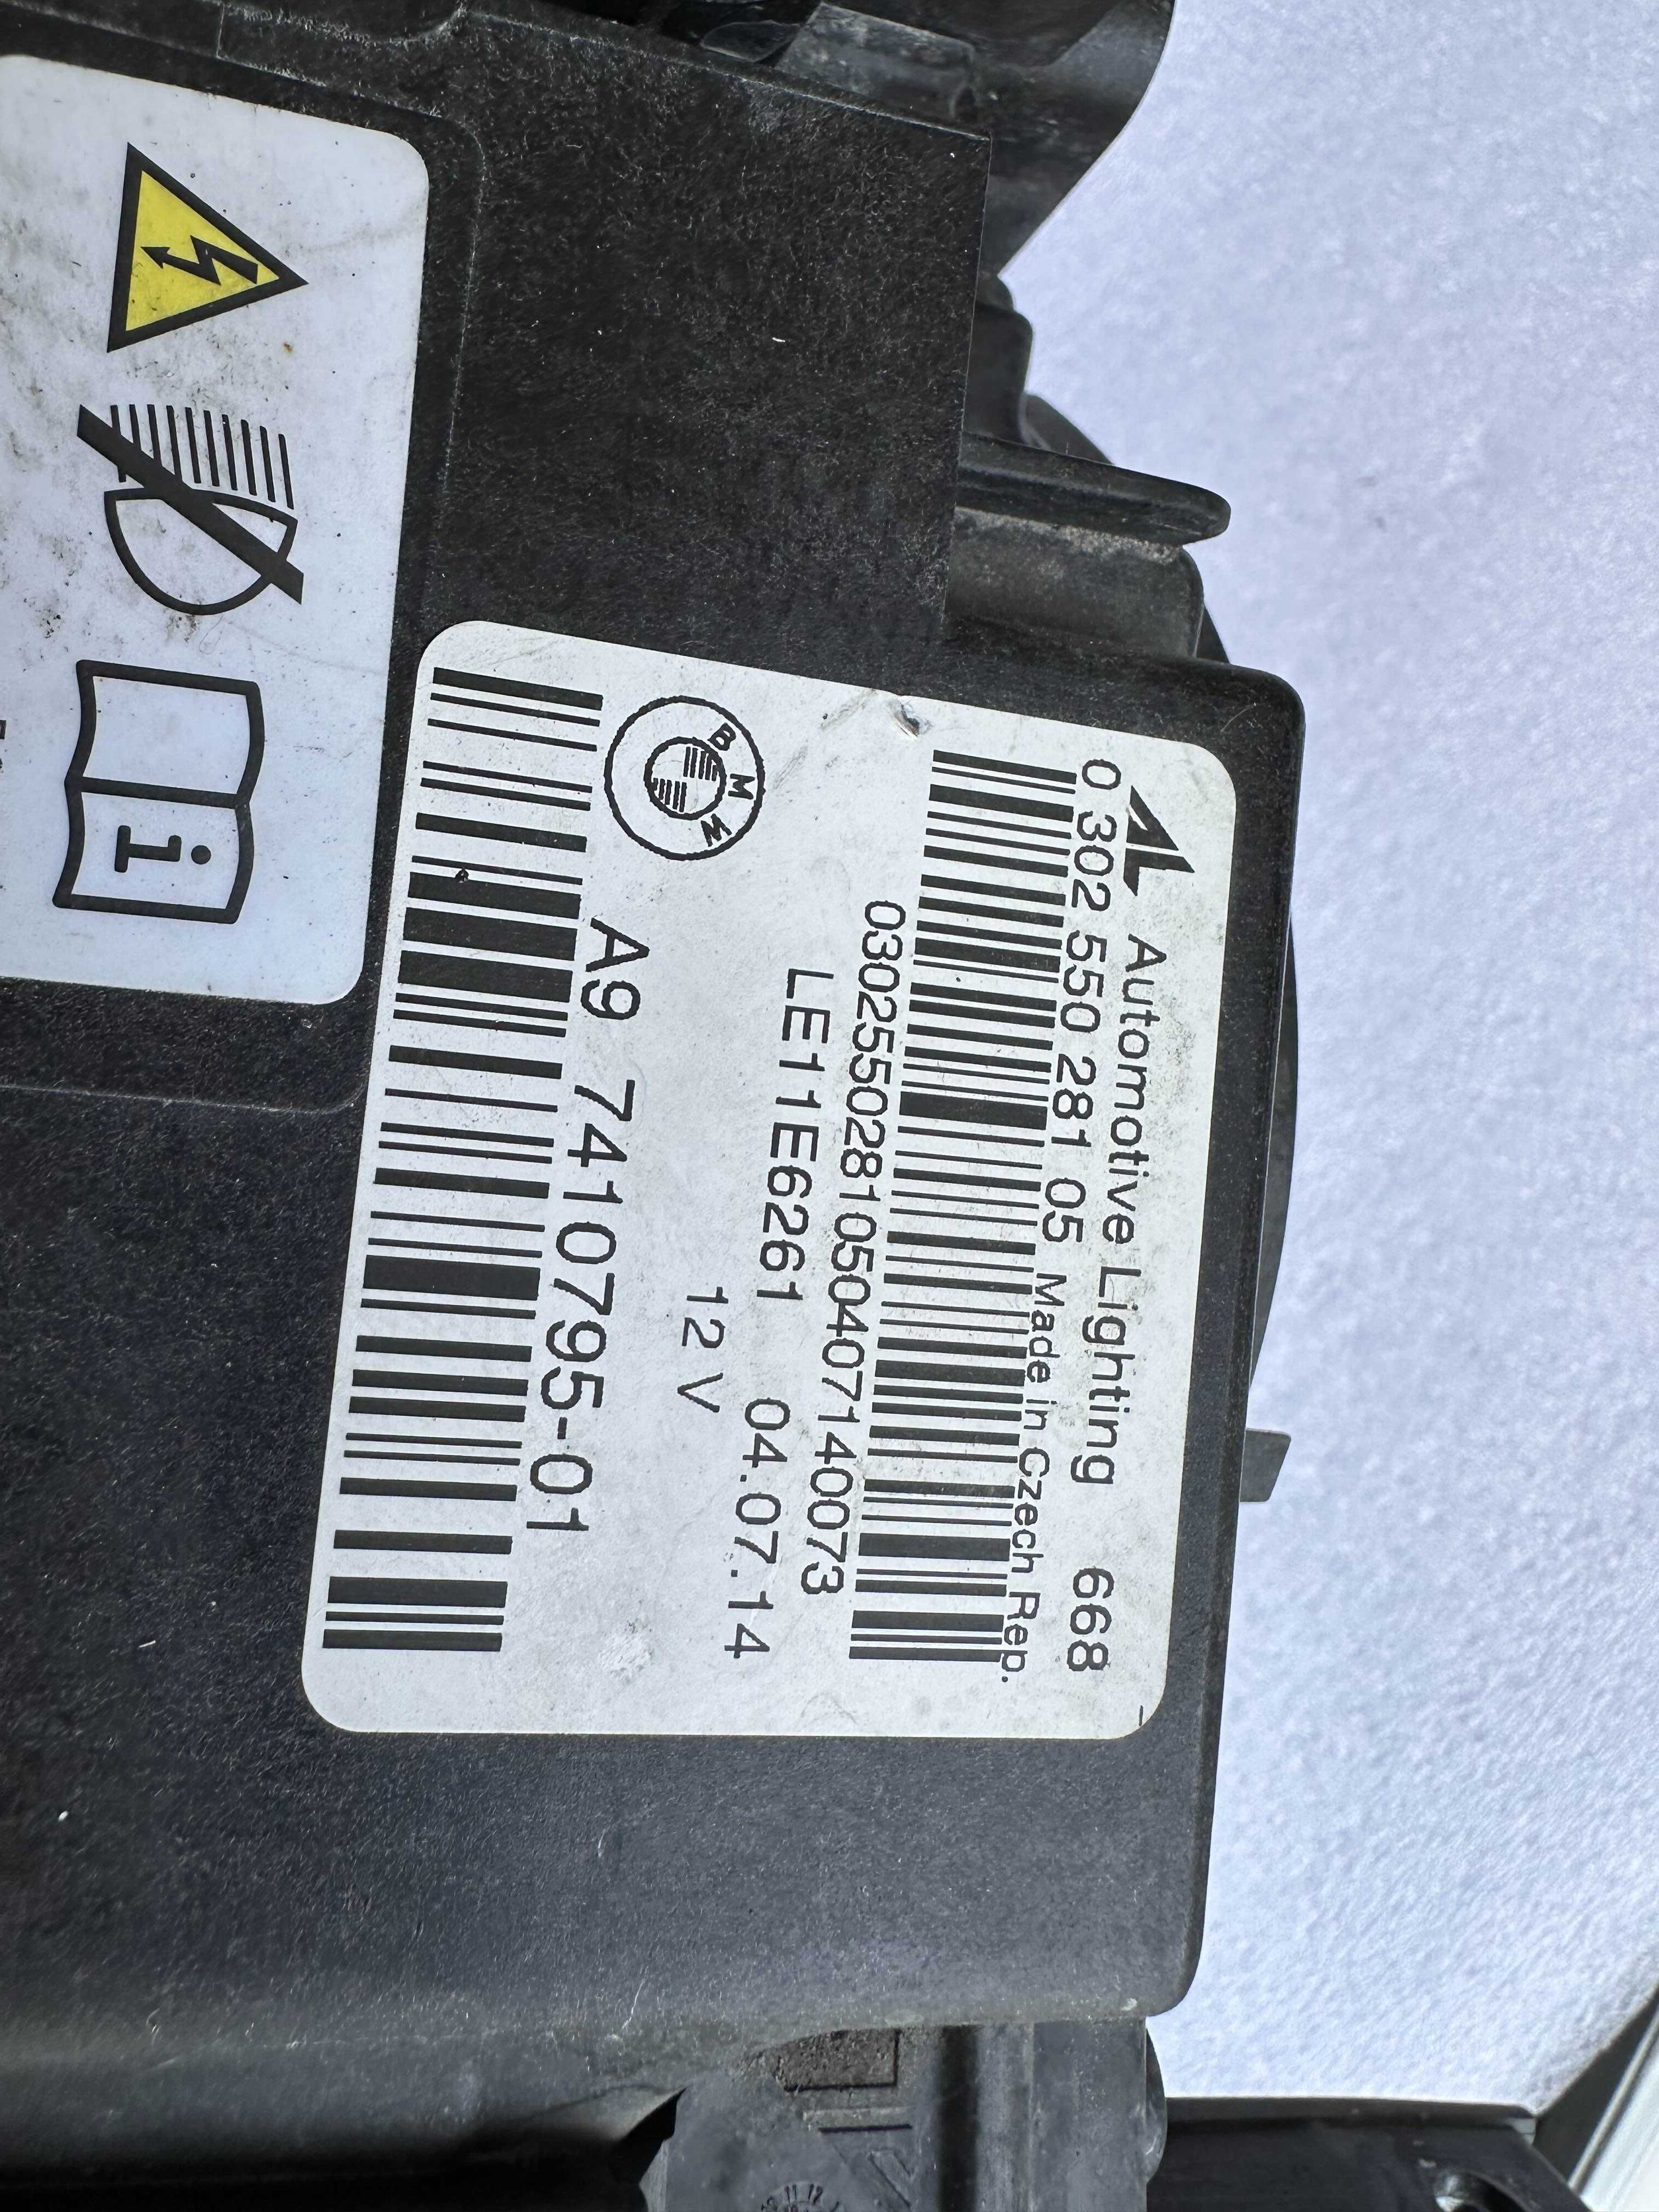 Automotive Lighting 668
0 302 550 281 05 Made in Czech Rep.
0302550281050407140073
LE11E6261 04.07.14
12 V
BMW
A9 7410795-01
i